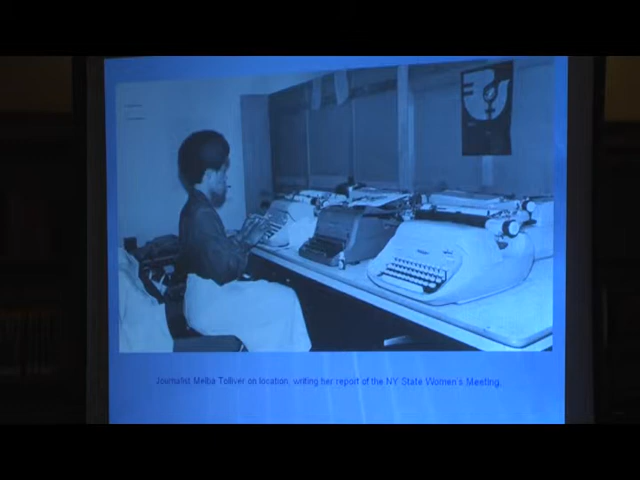 Journalist Melba Tolliver on location, writing her report of the NY State Women's Meeting,